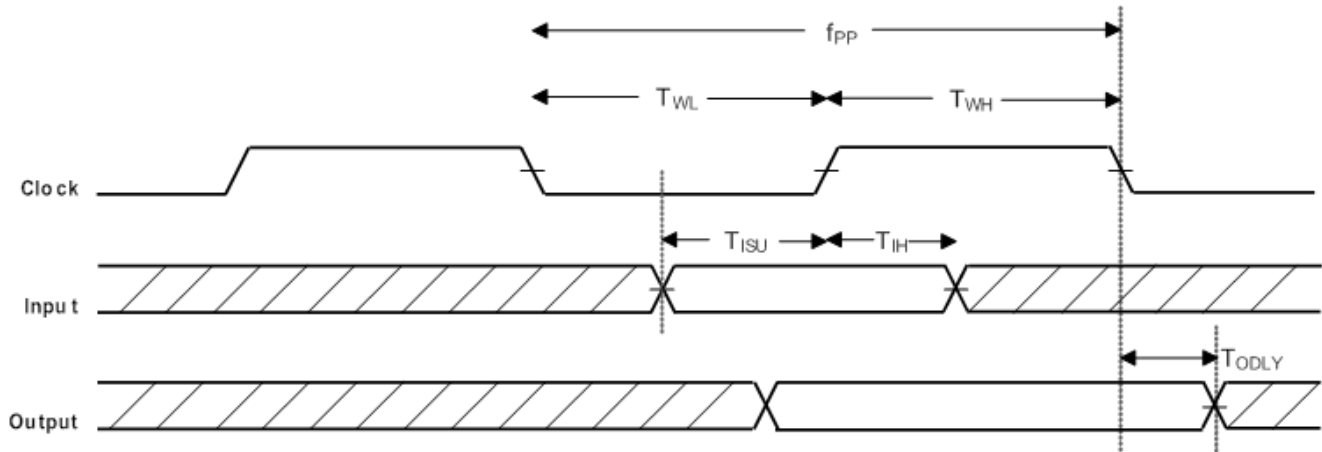 fPP
TWL
TWH
Clock
TISU
TIH
Input
TODLY
Output